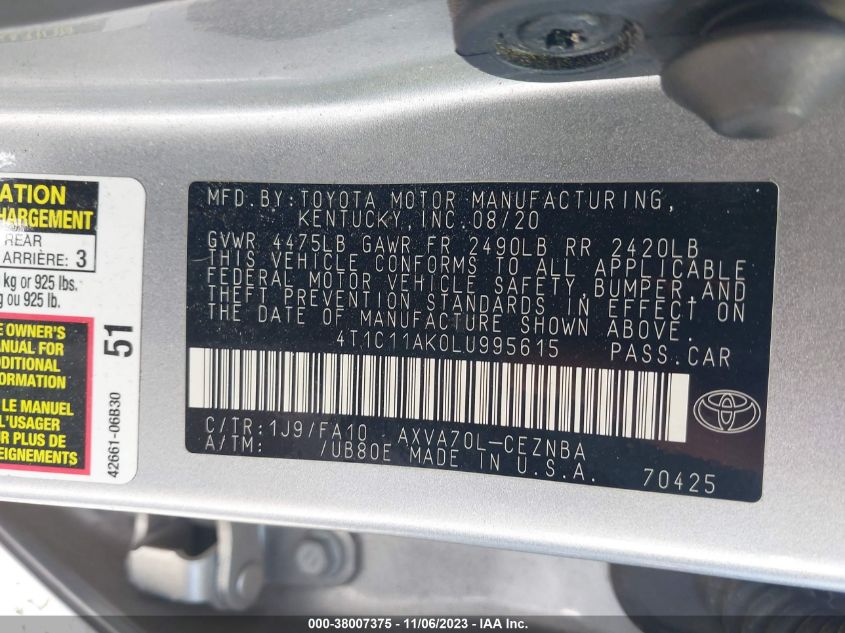 ATION
HARGEMENT
REAR
ARRIÈRE: 3
kg or 925 lbs.
ou 925 lb.
OWNER'S
ANUAL FOR
DDITIONAL
LE MANUEL
L'USAGER
PLUS DE
EIGNEMENTS
51
42661-06B30
MFD.BY:TOYOTA MOTOR MANUFACTURING,
KENTUCKY,INC.08/20
GVWR 4475LB GAWR FR 2490LB RR 2420LB
THIS VEHICLE CONFORMS TO ALL APPLICABLE
FEDERAL MOTOR VEHICLE SAFETY,BUMPER,AND
THEFT PREVENTION STANDARDS IN EFFECT ON
THE DATE OF MANUFACTURE SHOWN ABOVE.
4T1C11AK0LU995615 PASS.CAR
C/TR:1J9/FA10 AXVA70L-CEZNBA
A/TM: /UB80E MADE IN U.S.A.
70425
000-38007375 - 11/06/2023 - IAA Inc.